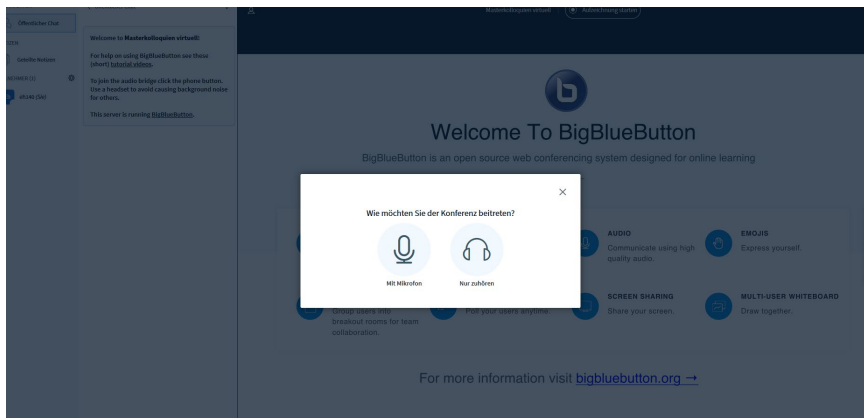 Öffentlicher Chat
Geteilte Notizen
Welcome to Masterkolloquien virtuell!
For help on using BigBlueButton see these
(short) tutorial videos.
To join the audio bridge click the phone button.
Use a headset to avoid causing background noise
for others.
This server is running BigBlueButton.
Masterkolloquien virtuell
Aufzeichnung starten
Welcome To BigBlueButton
BigBlueButton is an open source web conferencing system designed for online learning
Wie möchten Sie der Konferenz beitreten?
Mit Mikrofon
Nur zuhören
AUDIO
Communicate using high
quality audio.
EMOJIS
Express yourself.
Group users into
breakout rooms for team
collaboration.
Poll your users anytime.
SCREEN SHARING
Share your screen.
MULTI-USER WHITEBOARD
Draw together.
For more information visit bigbluebutton.org →